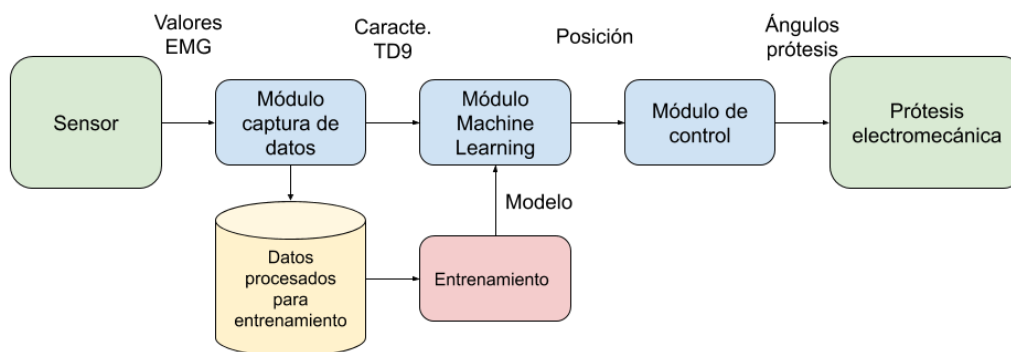 Valores
EMG
Caracte.
TD9
Posición
Ángulos
prótesis
Sensor
Módulo
captura de
datos
Módulo
Machine
Learning
Módulo de
control
Prótesis
electromecánica
Modelo
Datos
procesados
para
entrenamiento
Entrenamiento